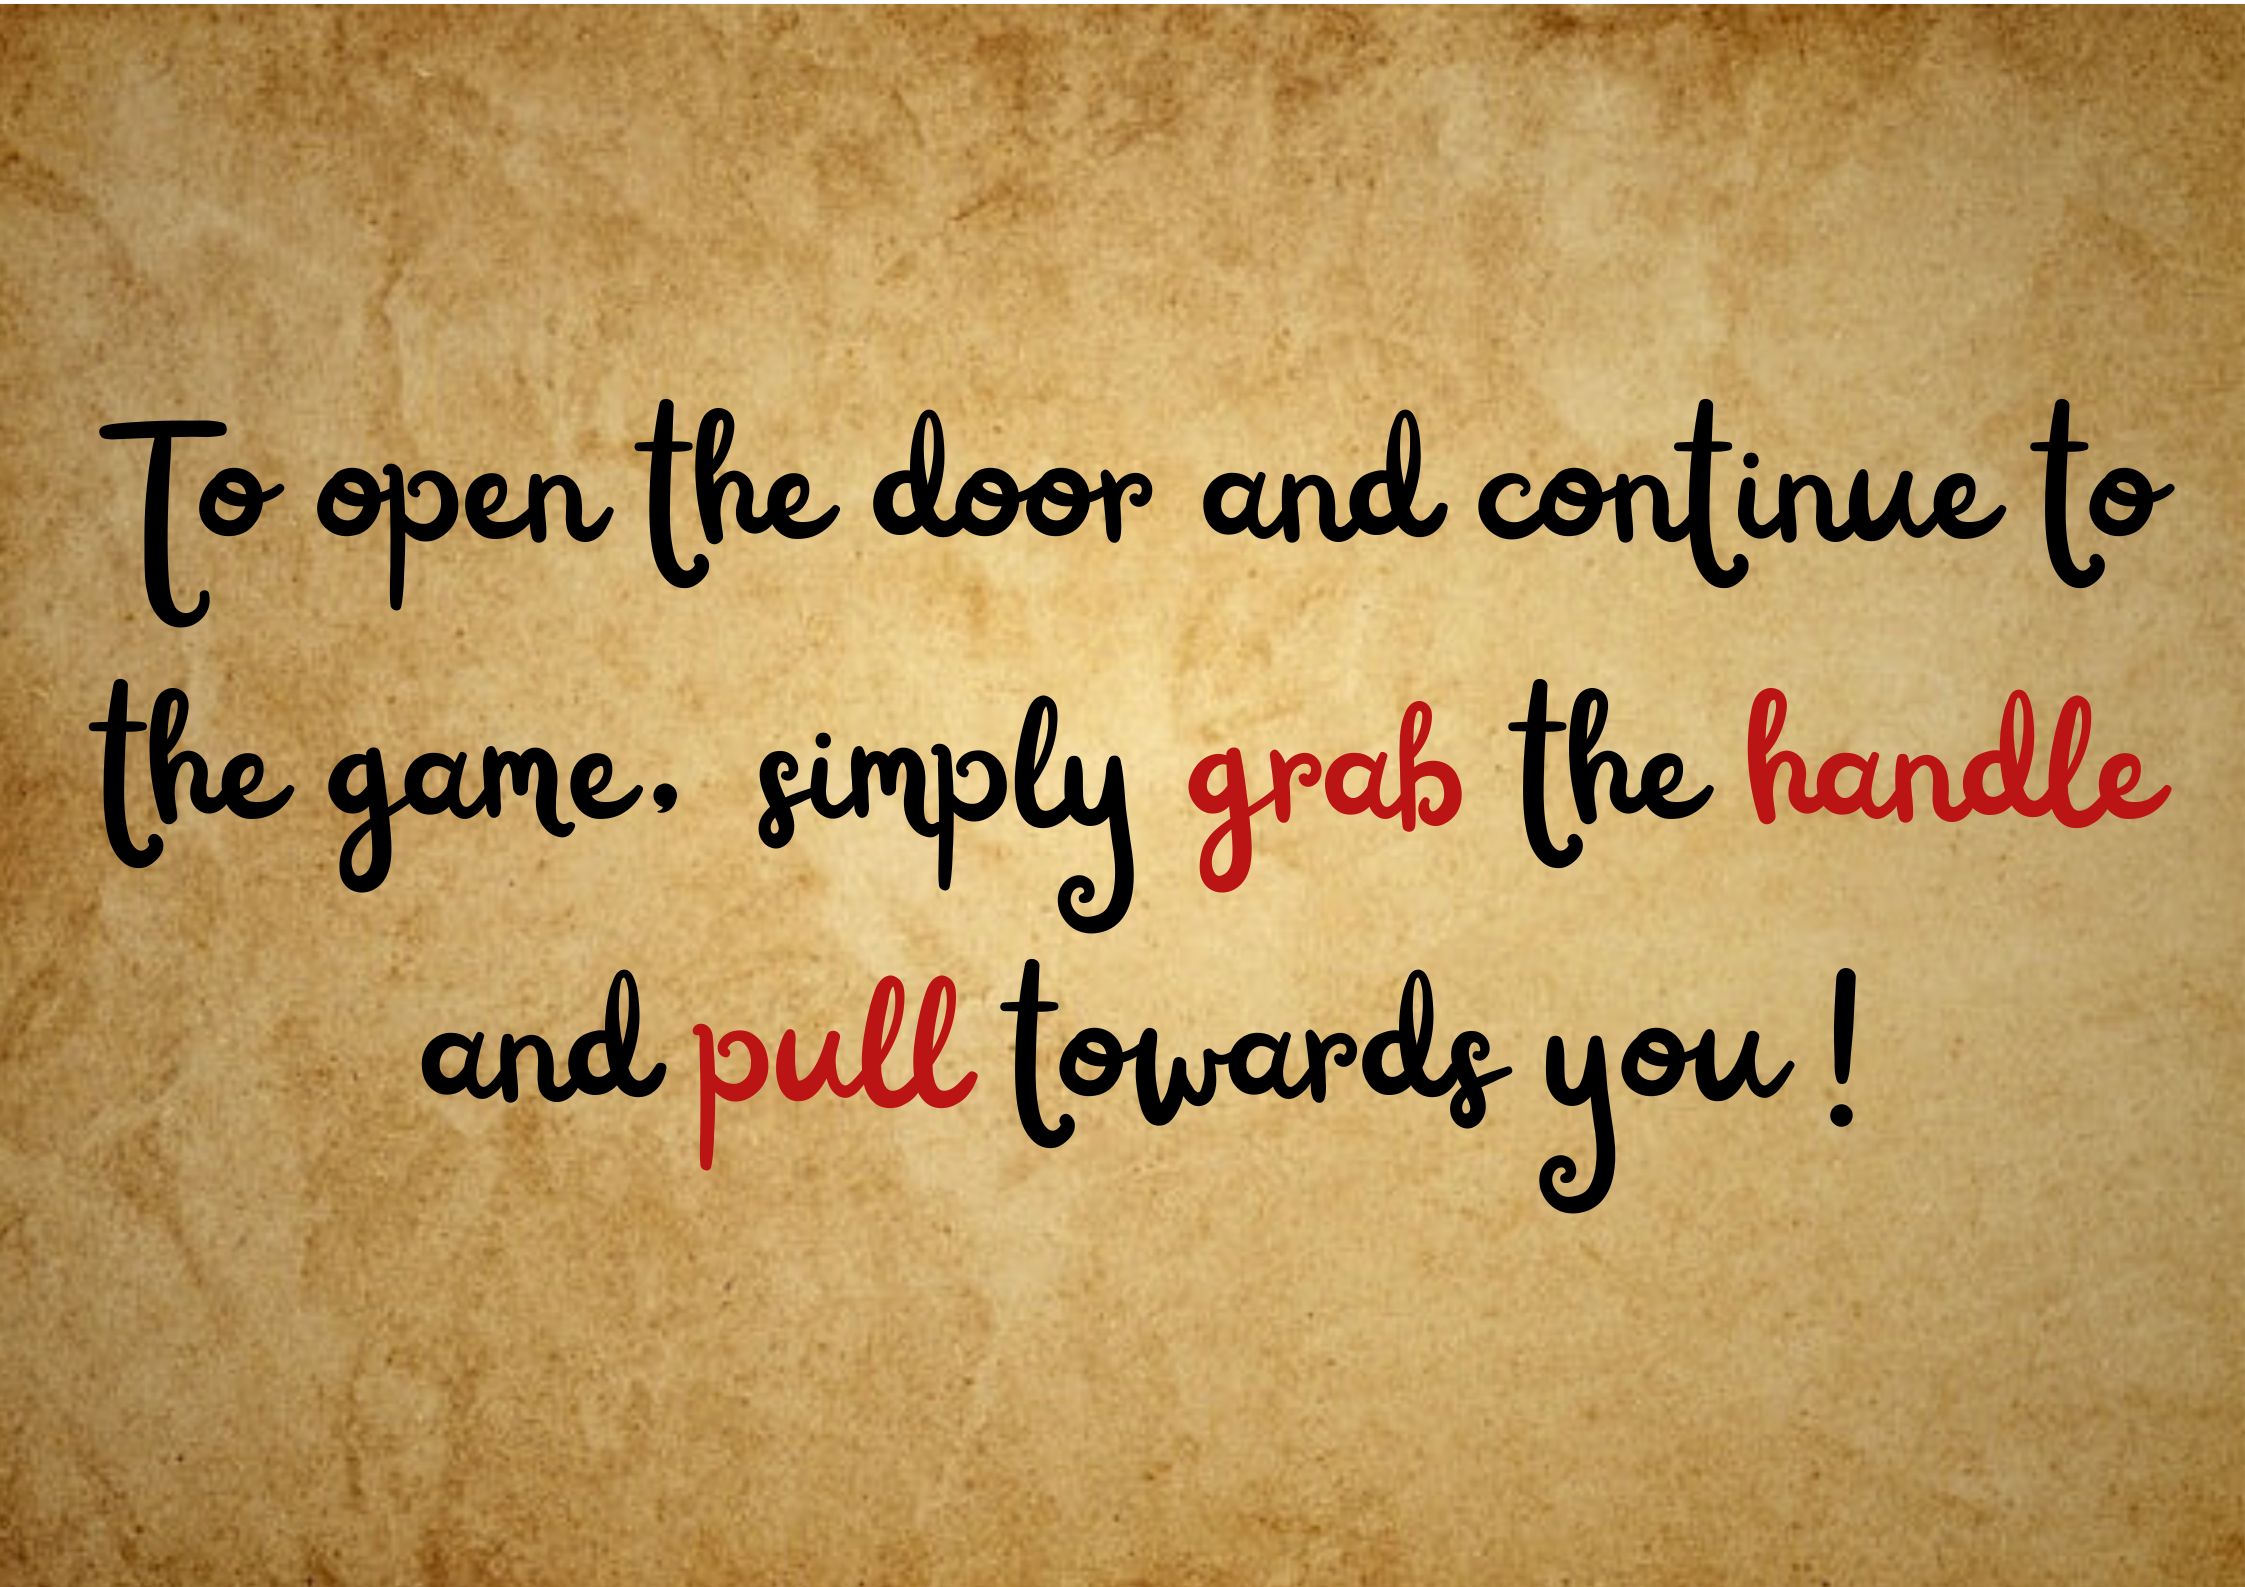 To open the door and continue to
the game, simply grab the handle
and pull towards you !